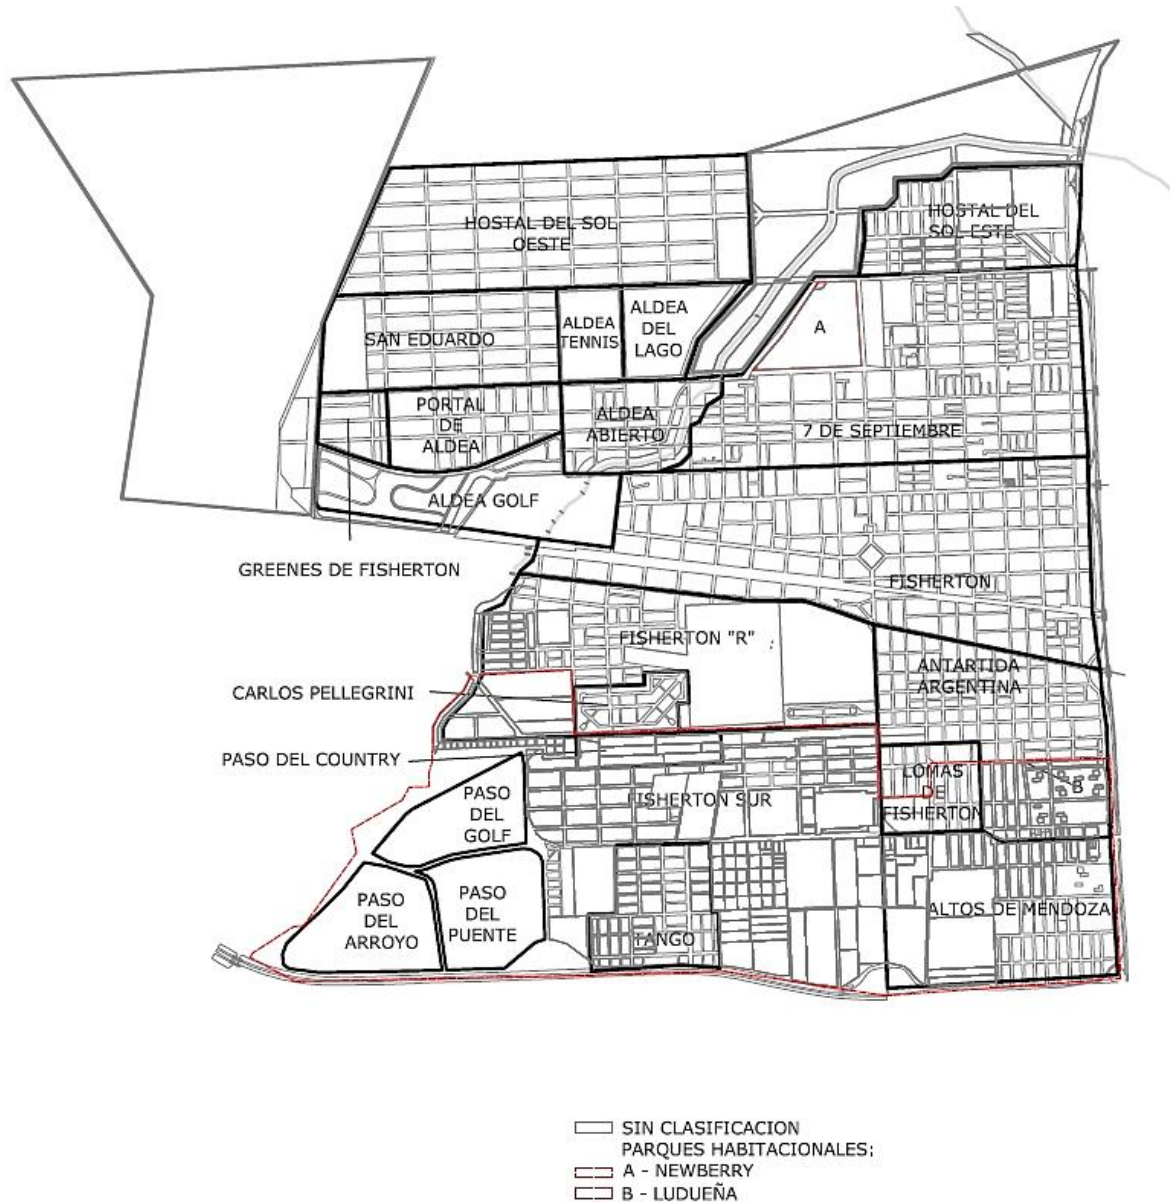 HOSTAL DEL SOL
OESTE
HOSTAL DEL
SOL ESTE
SAN EDUARDO
ALDEA
TENNIS
ALDEA
DEL
LAGO
A
PORTAL
DE
ALDEA
ALDEA
ABIERTO
7 DE SEPTIEMBRE
ALDEA GOLF
GREENES DE FISHERTON
FISHERTON
FISHERTON "R"
ANTARTIDA
ARGENTINA
CARLOS PELLEGRINI
PASO DEL COUNTRY
PASO
DEL
GOLF
FISHERTON SUR
LOMAS
DE
FISHERTON
B
PASO
DEL
ARROYO
PASO
DEL
PUENTE
TANGO
ALTOS DE MENDOZA
SIN CLASIFICACION
PARQUES HABITACIONALES:
A - NEWBERRY
B - LUDUEÑA